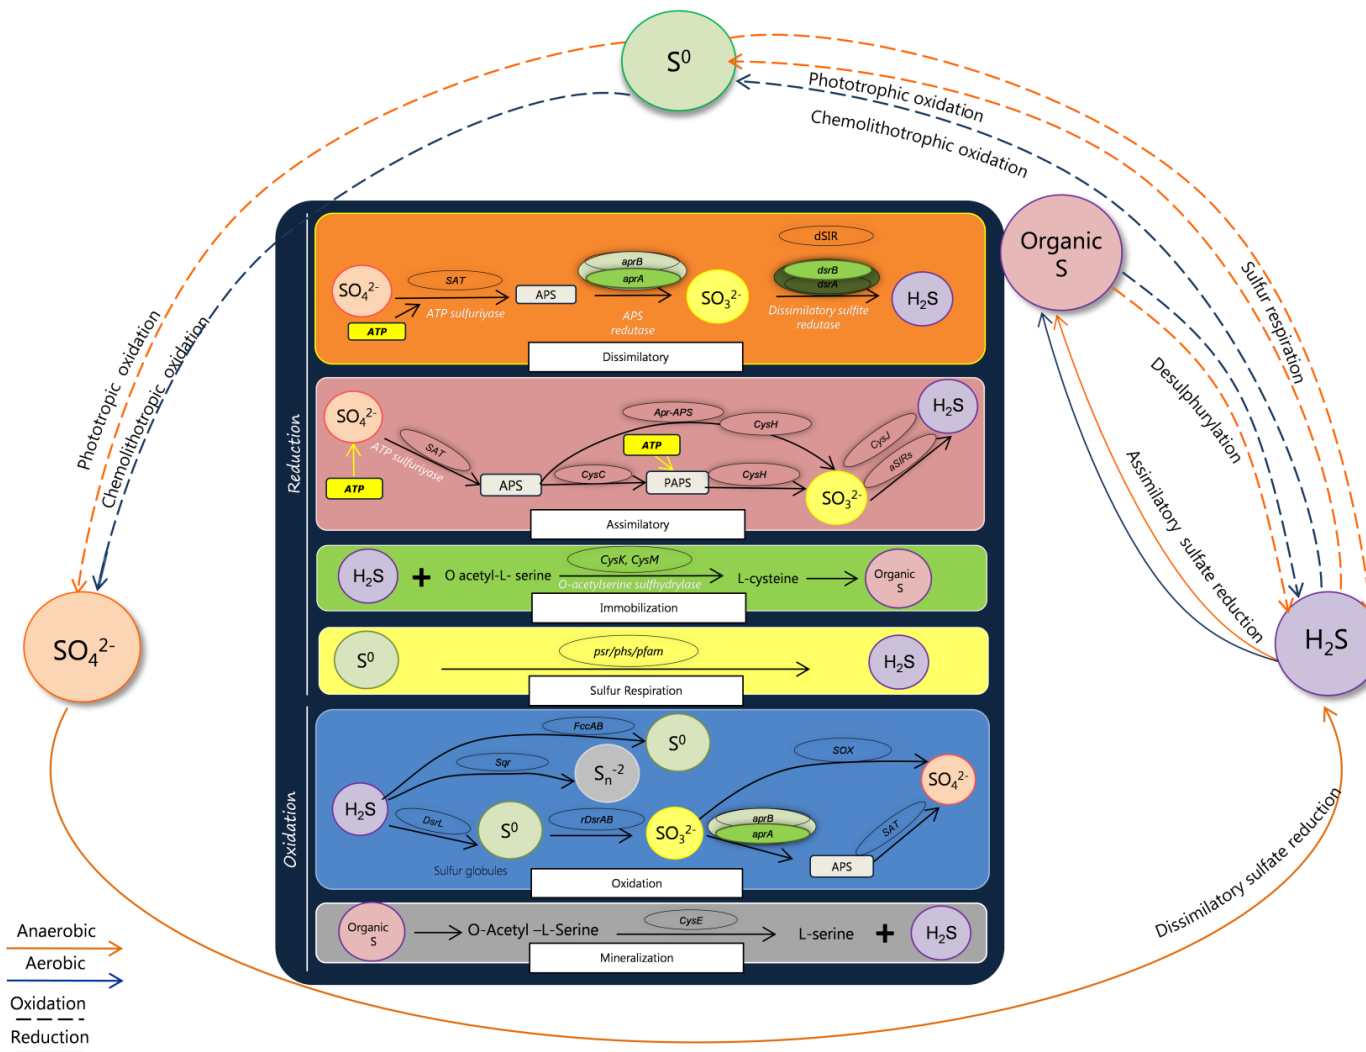 S⁰
Phototrophic oxidation
Chemolithotrophic oxidation
Organic
S
Sulfur respiration
Desulphurylation
Assimilatory sulfate reduction
H₂S
Dissimilatory sulfate reduction
Phototropic oxidation
Chemolithotropic oxidation
SO₄²⁻
Reduction
dSIR
SO₄²⁻
SAT
ATP
ATP sulfuriyase
APS
aprB
aprA
APS
redutase
SO₃²⁻
dsrB
dsrA
Dissimilatory sulfite
redutase
H₂S
Dissimilatory
SO₄²⁻
ATP
SAT
ATP sulfuriyase
APS
Apr-APS
CysH
ATP
CysC
PAPS
CysH
SO₃²⁻
CysJ
aSIRs
H₂S
Assimilatory
H₂S
+
O acetyl-L- serine
CysK, CysM
O-acetylserine sulfhydrylase
L-cysteine
Organic
S
Immobilization
S⁰
psr/phs/pfam
H₂S
Sulfur Respiration
Oxidation
H₂S
FccAB
S⁰
Sqr
Sₙ⁻²
DsrL
S⁰
Sulfur globules
rDsrAB
SO₃²⁻
SOX
aprB
aprA
APS
SAT
SO₄²⁻
Oxidation
Organic
S
O-Acetyl –L-Serine
CysE
L-serine
+
H₂S
Mineralization
Anaerobic
Aerobic
Oxidation
Reduction